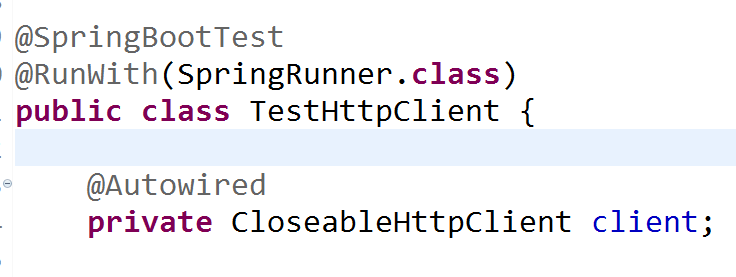 @SpringBootTest
@RunWith(SpringRunner.class)
public class TestHttpClient {
@Autowired
private CloseableHttpClient client;